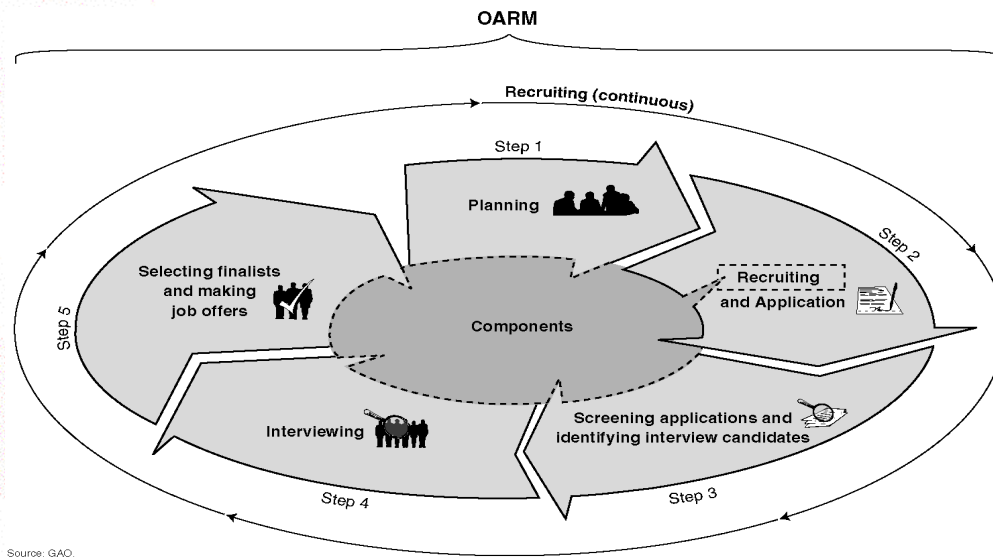 OARM
Recruiting (continuous)
Step 1
Planning
Step 2
Recruiting
and Application
Components
Selecting finalists
and making
job offers
Step 5
Screening applications and
identifying interview candidates
Interviewing
Step 3
Step 4
Source: GAO.